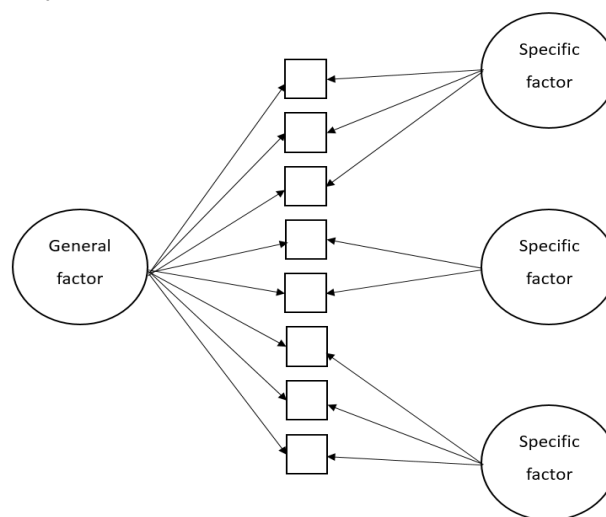 Specific
factor
General
factor
Specific
factor
Specific
factor